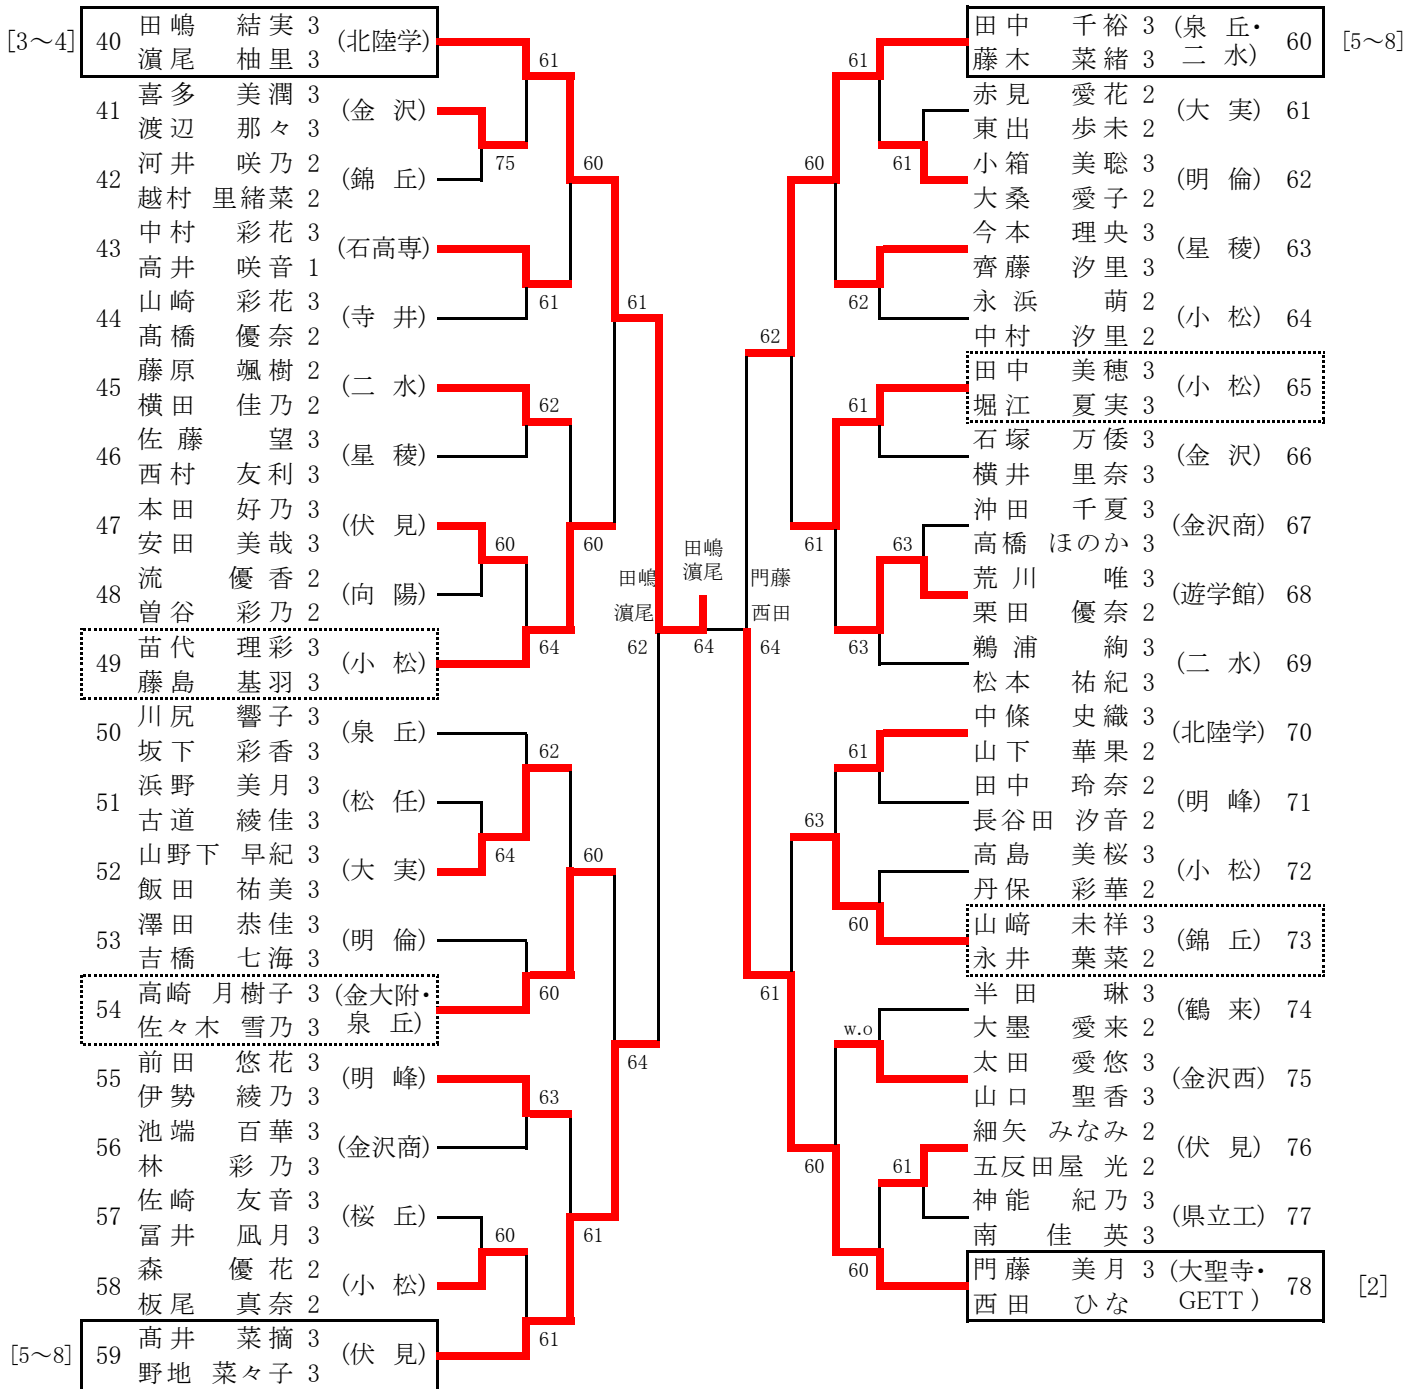 [3～4] 40 田嶋 結実 3 (北陸学)
濵尾 柚里 3
61
41 喜多 美潤 3 (金 沢)
渡辺 那々 3
75
42 河井 咲乃 2 (錦 丘)
越村 里緒菜 2
60
43 中村 彩花 3 (石高専)
高井 咲音 1
61
44 山崎 彩花 3 (寺 井)
髙橋 優奈 2
61
45 藤原 颯樹 2 (二 水)
横田 佳乃 2
62
46 佐藤 望 3 (星 稜)
西村 友利 3
47 本田 好乃 3 (伏 見)
安田 美哉 3
60
60
48 流 優香 2 (向 陽)
曽谷 彩乃 2
49 苗代 理彩 3 (小 松)
藤島 基羽 3
64
田嶋
濵尾
62
50 川尻 響子 3 (泉 丘)
坂下 彩香 3
62
51 浜野 美月 3 (松 任)
古道 綾佳 3
64
52 山野下 早紀 3 (大 実)
飯田 祐美 3
60
53 澤田 恭佳 3 (明 倫)
吉橋 七海 3
54 高崎 月樹子 3 (金大附・
佐々木 雪乃 3 泉 丘)
60
64
55 前田 悠花 3 (明 峰)
伊勢 綾乃 3
63
56 池端 百華 3 (金沢商)
林 彩乃 3
57 佐崎 友音 3 (桜 丘)
冨井 凪月 3
60
61
58 森 優花 2 (小 松)
板尾 真奈 2
[5～8] 59 髙井 菜摘 3 (伏 見)
野地 菜々子 3
61
田嶋
濵尾
64
田中 千裕 3 (泉 丘・ 60 [5～8]
藤木 菜緒 3 二 水)
61
赤見 愛花 2 (大 実) 61
東出 歩未 2
61
小箱 美聡 3 (明 倫) 62
大桑 愛子 2
60
今本 理央 3 (星 稜) 63
齊藤 汐里 3
62
永浜 萌 2 (小 松) 64
中村 汐里 2
62
田中 美穂 3 (小 松) 65
堀江 夏実 3
61
石塚 万倭 3 (金 沢) 66
横井 里奈 3
沖田 千夏 3 (金沢商) 67
高橋 ほのか 3
63
61
荒川 唯 3 (遊学館) 68
栗田 優奈 2
63
鵜浦 絢 3 (二 水) 69
松本 祐紀 3
門藤
西田
64
中條 史織 3 (北陸学) 70
山下 華果 2
61
田中 玲奈 2 (明 峰) 71
長谷田 汐音 2
63
高島 美桜 3 (小 松) 72
丹保 彩華 2
60
山﨑 未祥 3 (錦 丘) 73
永井 葉菜 2
61
半田 琳 3 (鶴 来) 74
大墨 愛来 2
w.o
太田 愛悠 3 (金沢西) 75
山口 聖香 3
細矢 みなみ 2 (伏 見) 76
五反田屋 光 2
61
60
神能 紀乃 3 (県立工) 77
南 佳英 3
60
門藤 美月 3 (大聖寺・ 78 [2]
西田 ひな GETT )